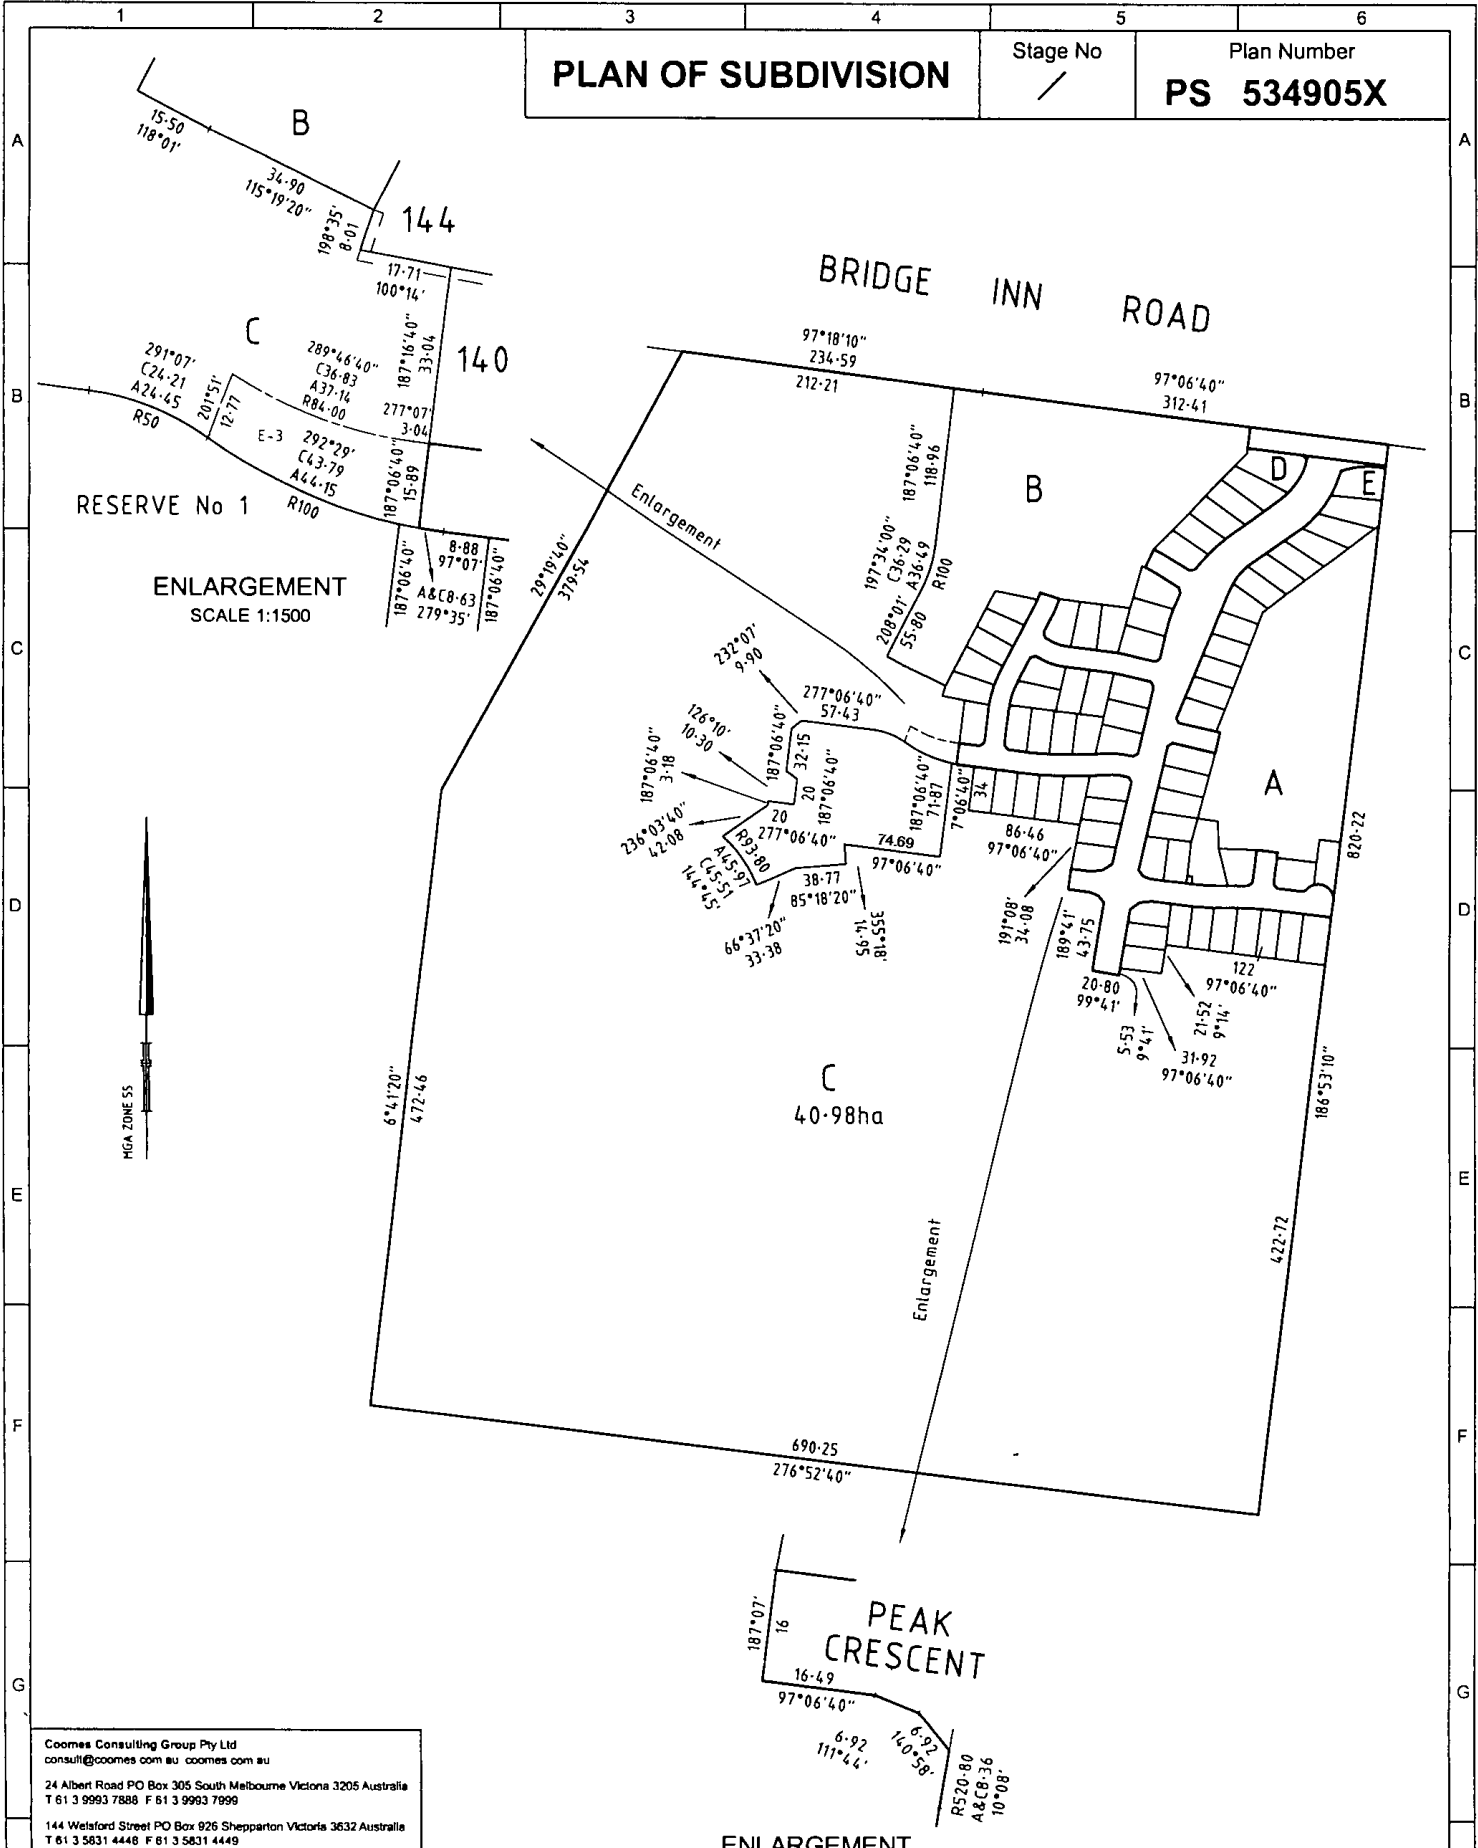 1 2 3 4 5 6
PLAN OF SUBDIVISION
Stage No
/
Plan Number
PS 534905X
A A
B B
C C
D D
E E
F F
G G
15·50
118°01'
B
34·90
115°19'20"
198°35'
8·01
144
17·71
100°14'
C
187°16'40"
33·04
140
291°07'
C24·21
A24·45
R50
201°51'
12·77
289°46'40"
C36·83
A37·14
R84·00
277°07'
3·04
E-3
292°29'
C43·79
A44·15
R100
187°06'40"
15·89
RESERVE No 1
8·88
97°07'
187°06'40"
A&C8·63
279°35'
187°06'40"
ENLARGEMENT
SCALE 1:1500
BRIDGE INN ROAD
97°18'10"
234·59
212·21
97°06'40"
312·41
187°06'40"
118·96
B
D
E
Enlargement
29°19'40"
379·54
197°34'00"
C36·29
A36·49
R100
208°01'
55·80
232°07'
9·90
277°06'40"
57·43
126°10'
10·30
187°06'40"
32·15
187°06'40"
3·18
20
187°06'40"
20
277°06'40"
236°03'40"
42·08
R93·80
A45·97
C45·51
144°45'
74.69
97°06'40"
187°06'40"
71·87
7°06'40"
34
86·46
97°06'40"
38·77
85°18'20"
66°37'20"
33·38
355°18'
14·95
191°08'
34·08
189°41'
43·75
A
820·22
20·80
99°41'
5·53
9°41'
122
97°06'40"
21·52
9°14'
31·92
97°06'40"
MGA ZONE 55
6°41'20"
472·46
C
40·98ha
186°53'10"
422·72
Enlargement
690·25
276°52'40"
187°07'
16
PEAK
CRESCENT
16·49
97°06'40"
6·92
111°44'
6·92
140°58'
R520·80
A&C8·36
10°08'
Coomes Consulting Group Pty Ltd
consult@coomes com au coomes com au
24 Albert Road PO Box 305 South Melbourne Victoria 3205 Australia
T 61 3 9993 7888 F 61 3 9993 7999
144 Welsford Street PO Box 926 Shepparton Victoria 3632 Australia
T 61 3 5831 4448 F 61 3 5831 4449
ENLARGEMENT